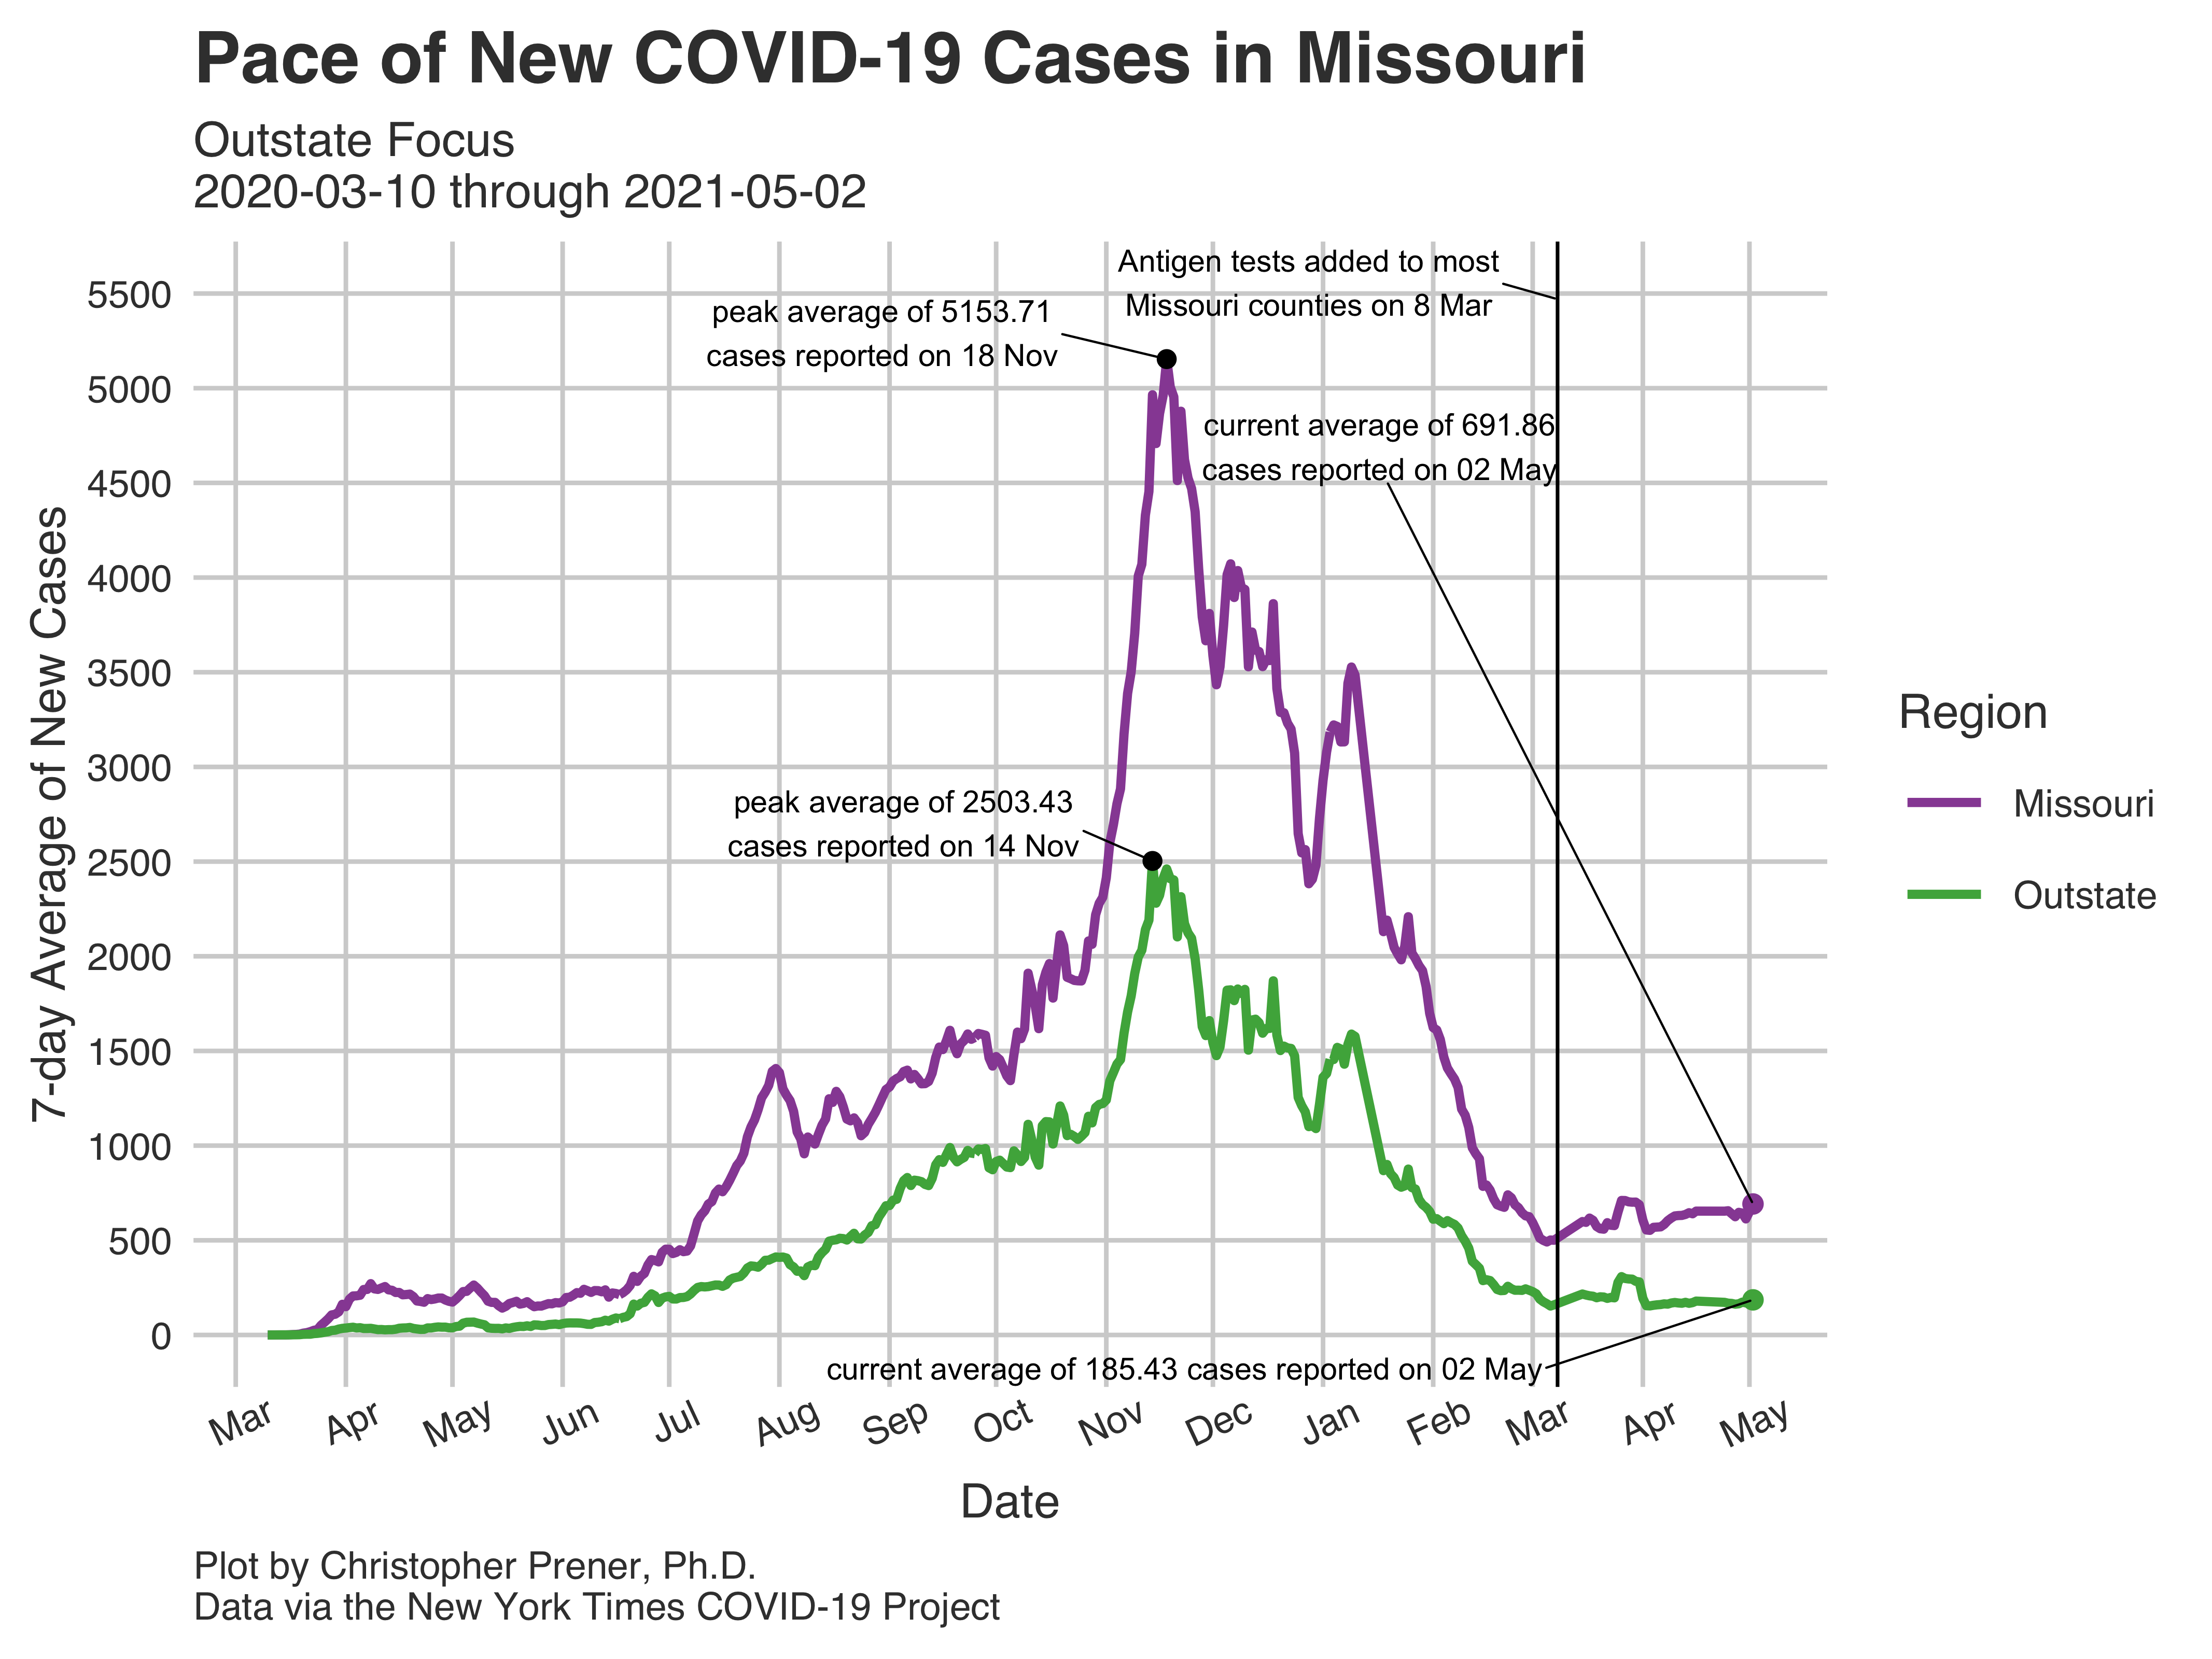 Pace of New COVID-19 Cases in Missouri
Outstate Focus
2020-03-10 through 2021-05-02
Antigen tests added to most
Missouri counties on 8 Mar
peak average of 5153.71
cases reported on 18 Nov
current average of 691.86
cases reported on 02 May
peak average of 2503.43
cases reported on 14 Nov
current average of 185.43 cases reported on 02 May
7-day Average of New Cases
5500
5000
4500
4000
3500
3000
2500
2000
1500
1000
500
0
Mar Apr May Jun Jul Aug Sep Oct Nov Dec Jan Feb Mar Apr May
Date
Region
Missouri
Outstate
Plot by Christopher Prener, Ph.D.
Data via the New York Times COVID-19 Project